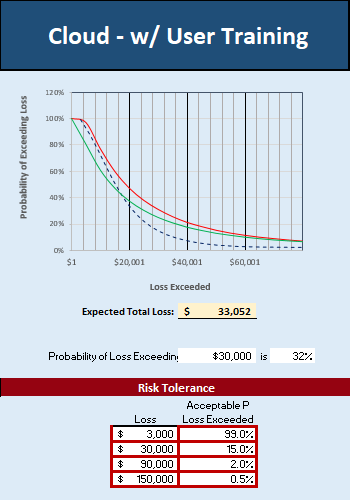 Cloud - w/ User Training
Probability of Exceeding Loss
120%
100%
80%
60%
40%
20%
0%
$1 $20,001 $40,001 $60,001
Loss Exceeded
Expected Total Loss: $ 33,052
Probability of Loss Exceeding $30,000 is 32%
Risk Tolerance
Acceptable P
Loss Loss Exceeded
$ 3,000 99.0%
$ 30,000 15.0%
$ 90,000 2.0%
$ 150,000 0.5%